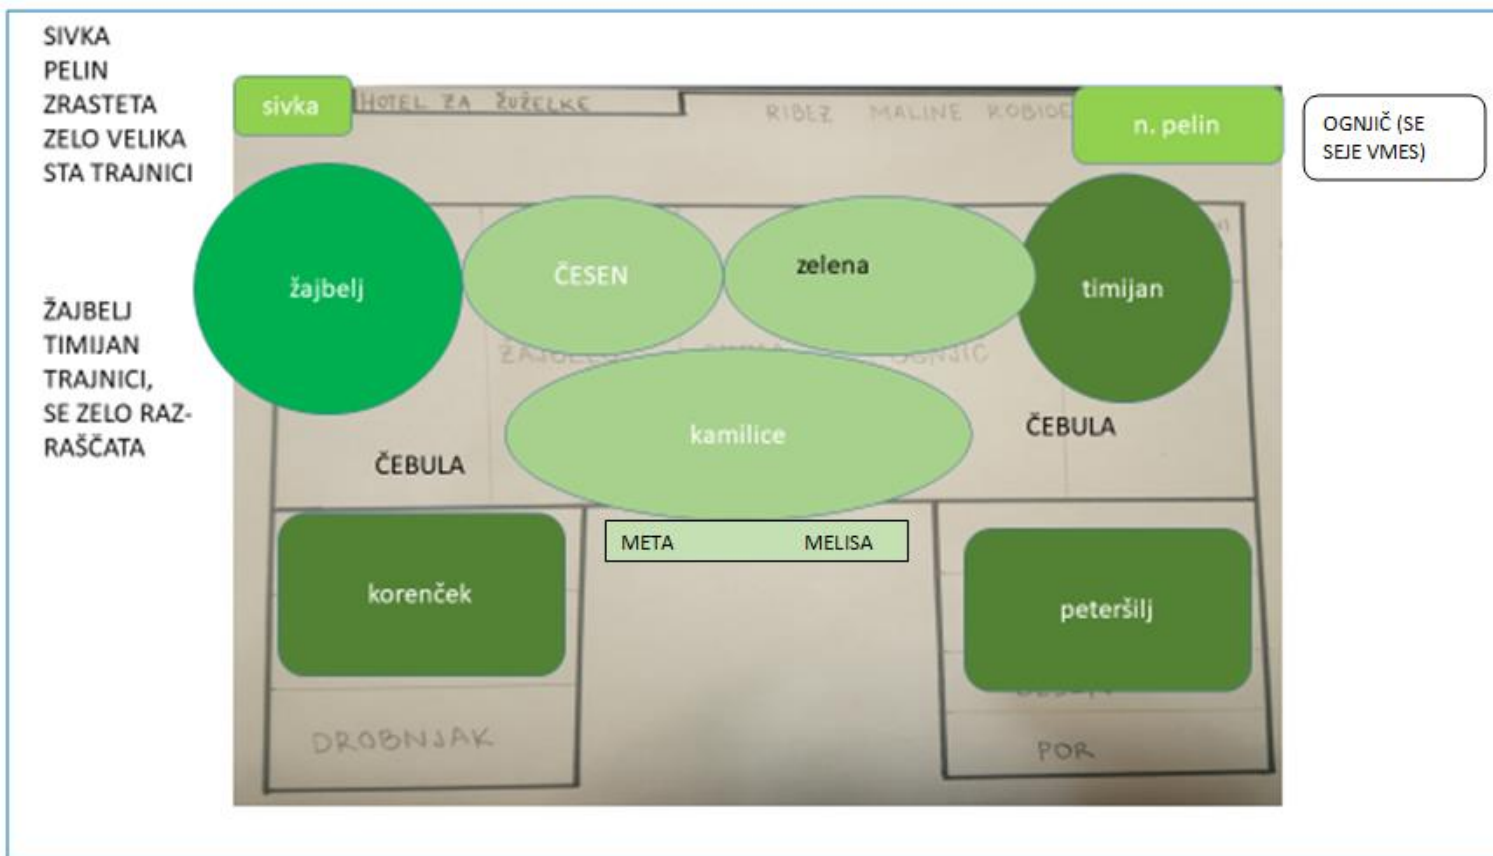 SIVKA
PELIN
ZRASTETA
ZELO VELIKA
STA TRAJNICI
ŽAJBELJ
TIMIJAN
TRAJNICI,
SE ZELO RAZ-
RAŠČATA
sivka
HOTEL ZA ŽUŽELKE
RIBEZ MALINE
n. pelin
OGNJIČ (SE
SEJE VMES)
žajbelj
ČESEN
zelena
timijan
OGNJIČ
kamilice
ČEBULA
ČEBULA
META MELISA
korenček
peteršilj
DROBNJAK
POR